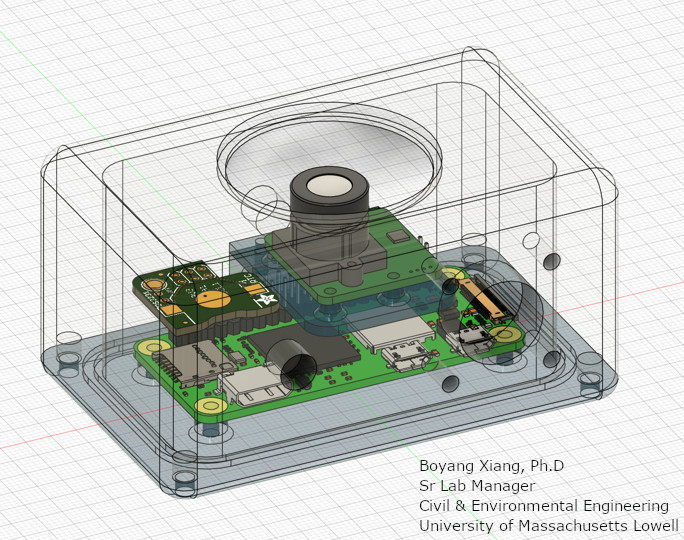 Boyang Xiang, Ph.D
Sr Lab Manager
Civil & Environmental Engineering
University of Massachusetts Lowell